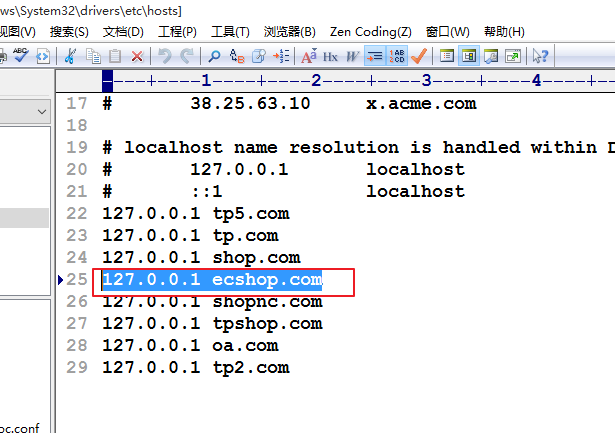 ws\System32\drivers\etc\hosts]
视图(V) 搜索(S) 文档(D) 工程(P) 工具(T) 浏览器(B) Zen Coding(Z) 窗口(W) 帮助(H)
1 2 3 4
17 # 38.25.63.10 x.acme.com
18
19 # localhost name resolution is handled within D
20 # 127.0.0.1 localhost
21 # ::1 localhost
22 127.0.0.1 tp5.com
23 127.0.0.1 tp.com
24 127.0.0.1 shop.com
25 127.0.0.1 ecshop.com
26 127.0.0.1 shopnc.com
27 127.0.0.1 tpshop.com
28 127.0.0.1 oa.com
29 127.0.0.1 tp2.com
oc.conf